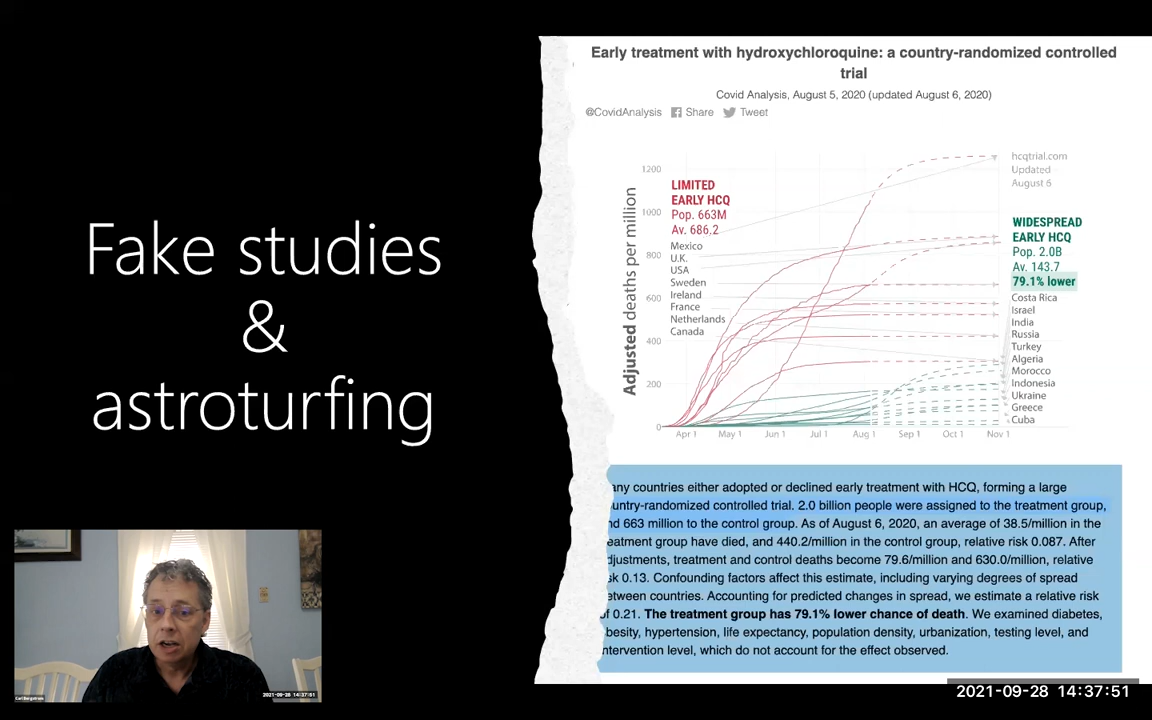 Fake studies
&
astroturfing
Early treatment with hydroxychloroquine: a country-randomized controlled
trial
Covid Analysis, August 5, 2020 (updated August 6, 2020)
@CovidAnalysis Share Tweet
Adjusted deaths per million
1200
1000
800
600
400
200
0
LIMITED
EARLY HCQ
Pop. 663M
Av. 686.2
Mexico
U.K.
USA
Sweden
Ireland
France
Netherlands
Canada
hcqtrial.com
Updated
August 6
WIDESPREAD
EARLY HCQ
Pop. 2.0B
Av. 143.7
79.1% lower
Costa Rica
Israel
India
Russia
Turkey
Algeria
Morocco
Indonesia
Ukraine
Greece
Cuba
Apr 1 May 1 Jun 1 Jul 1 Aug 1 Sep 1 Oct 1 Nov 1
any countries either adopted or declined early treatment with HCQ, forming a large
untry-randomized controlled trial. 2.0 billion people were assigned to the treatment group,
nd 663 million to the control group. As of August 6, 2020, an average of 38.5/million in the
eatment group have died, and 440.2/million in the control group, relative risk 0.087. After
djustments, treatment and control deaths become 79.6/million and 630.0/million, relative
sk 0.13. Confounding factors affect this estimate, including varying degrees of spread
etween countries. Accounting for predicted changes in spread, we estimate a relative risk
of 0.21. The treatment group has 79.1% lower chance of death. We examined diabetes,
besity, hypertension, life expectancy, population density, urbanization, testing level, and
ntervention level, which do not account for the effect observed.
Carl Bergstrom
2021-09-28 14:37:51
2021-09-28 14:37:51